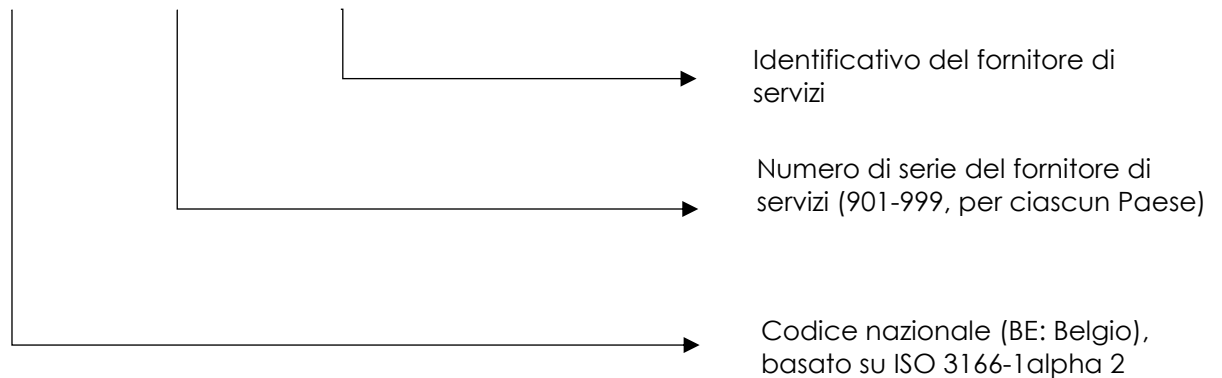 Identificativo del fornitore di
servizi
Numero di serie del fornitore di
servizi (901-999, per ciascun Paese)
Codice nazionale (BE: Belgio),
basato su ISO 3166-1alpha 2